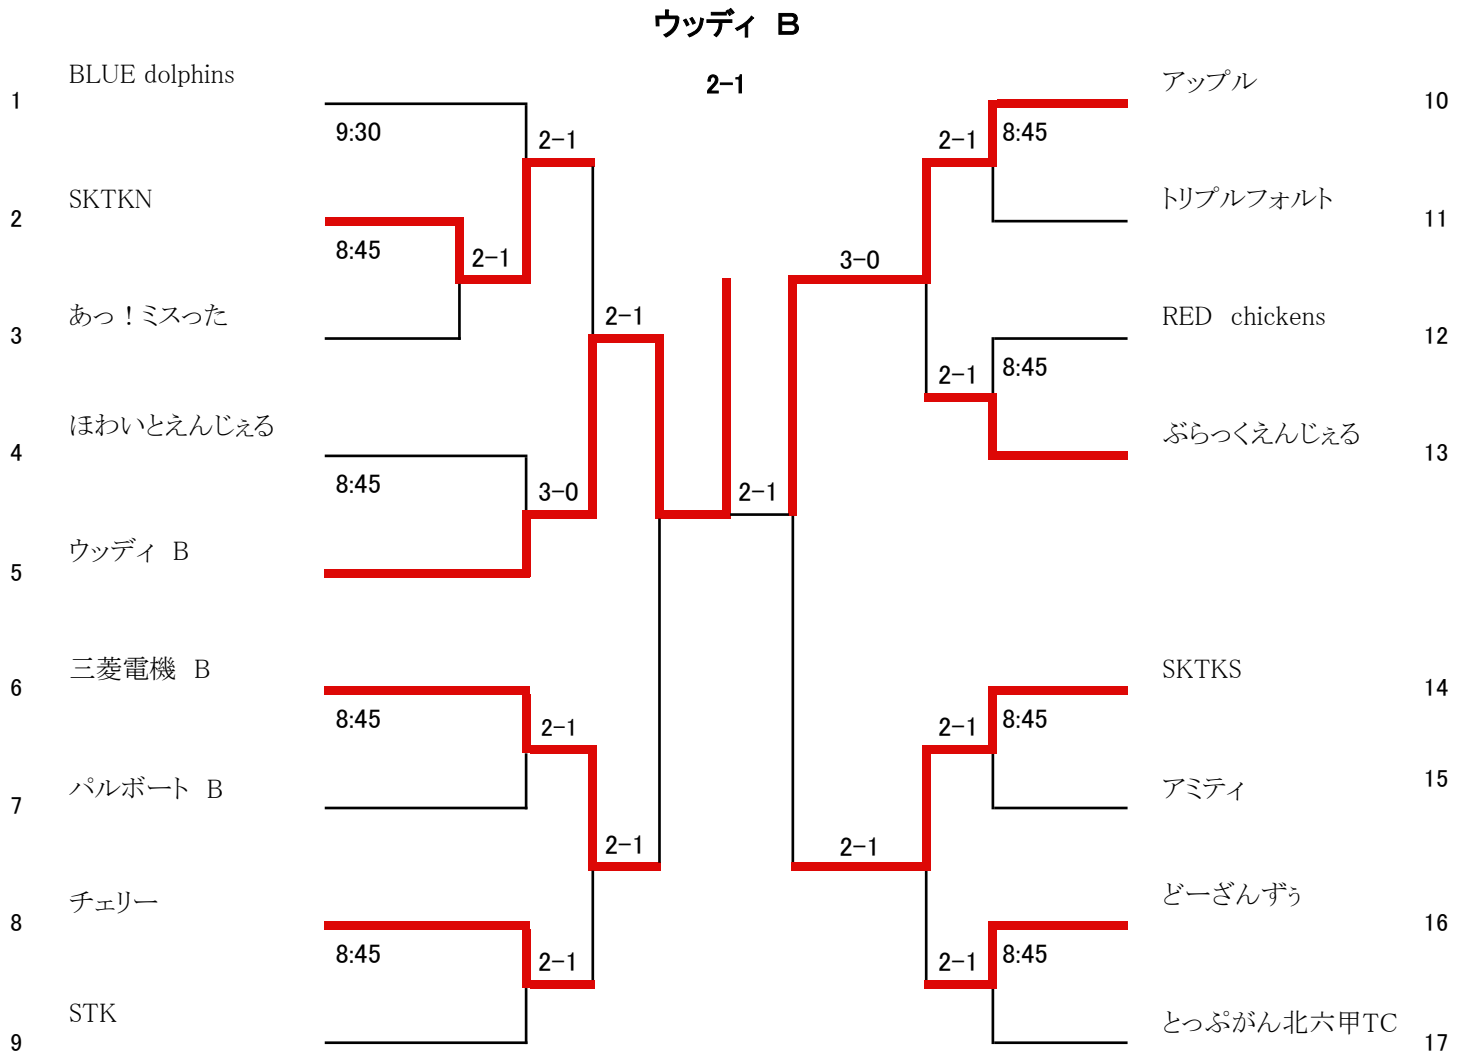 ウッディ B
2-1
BLUE dolphins
1
9:30
2-1
SKTKN
2
8:45
2-1
あっ！ミスった
3
2-1
ほわいとえんじぇる
4
8:45
3-0
ウッディ B
5
三菱電機 B
6
8:45
2-1
パルボート B
7
2-1
チェリー
8
8:45
2-1
STK
9
2-1
アップル
10
2-1
8:45
トリプルフォルト
11
3-0
RED chickens
12
2-1
8:45
ぶらっくえんじぇる
13
SKTKS
14
2-1
8:45
アミティ
15
2-1
どーざんずぅ
16
2-1
8:45
とっぷがん北六甲TC
17